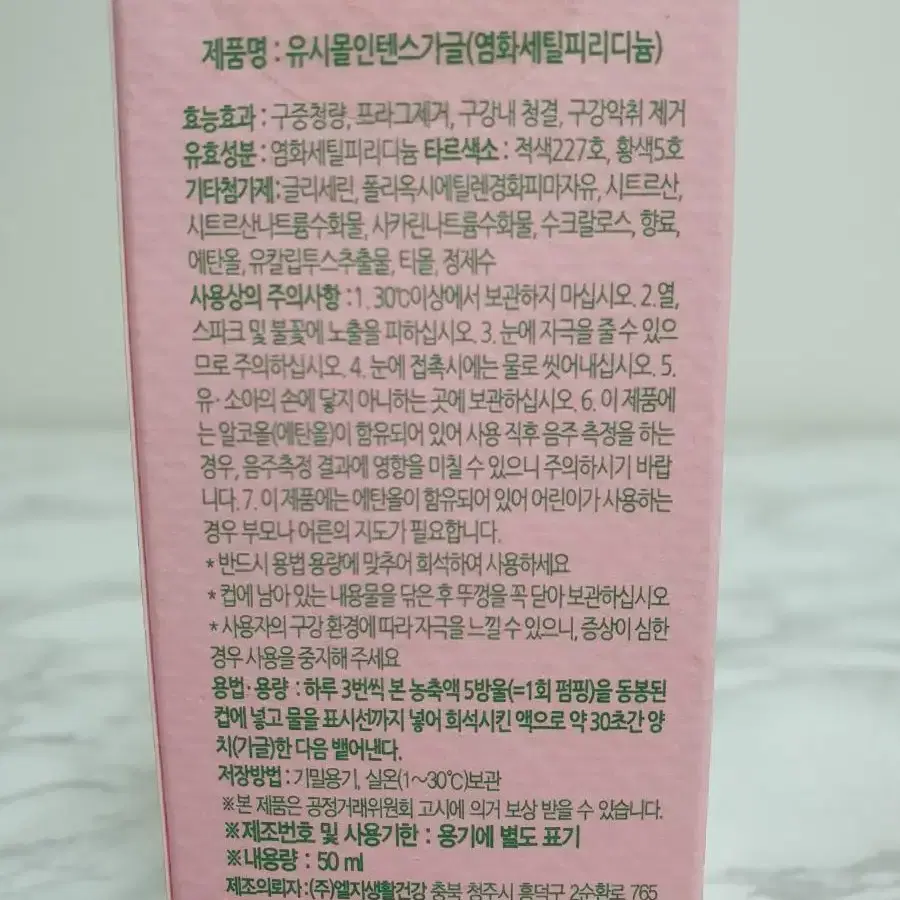 제품명 : 유시몰인텐스가글(염화세틸피리디늄)
효능효과 : 구중청량, 프라그제거, 구강내 청결, 구강악취 제거
유효성분 : 염화세틸피리디늄 타르색소 : 적색227호, 황색5호
기타첨가제:글리세린, 폴리옥시에틸렌경화피마자유, 시트르산,
시트르산나트륨수화물, 사카린나트륨수화물, 수크랄로스, 향료,
에탄올, 유칼립투스추출물, 티몰, 정제수
사용상의 주의사항 : 1. 30℃이상에서 보관하지 마십시오. 2. 열,
스파크 및 불꽃에 노출을 피하십시오. 3. 눈에 자극을 줄 수 있으
므로 주의하십시오. 4. 눈에 접촉시에는 물로 씻어내십시오. 5.
유·소아의 손에 닿지 아니하는 곳에 보관하십시오. 6. 이 제품에
는 알코올(에탄올)이 함유되어 있어 사용 직후 음주 측정을 하는
경우, 음주측정 결과에 영향을 미칠 수 있으니 주의하시기 바랍
니다. 7. 이 제품에는 에탄올이 함유되어 있어 어린이가 사용하는
경우 부모나 어른의 지도가 필요합니다.
* 반드시 용법 용량에 맞추어 희석하여 사용하세요
* 컵에 남아 있는 내용물을 닦은 후 뚜껑을 꼭 닫아 보관하십시오
* 사용자의 구강 환경에 따라 자극을 느낄 수 있으니, 증상이 심한
경우 사용을 중지해 주세요
용법·용량 : 하루 3번씩 본 농축액 5방울(=1회 펌핑)을 동봉된
컵에 넣고 물을 표시선까지 넣어 희석시킨 액으로 약 30초간 양
치(가글)한 다음 뱉어낸다.
저장방법 : 기밀용기, 실온(1~30℃)보관
※본 제품은 공정거래위원회 고시에 의거 보상 받을 수 있습니다.
※제조번호 및 사용기한 : 용기에 별도 표기
※내용량 : 50 ml
제조의뢰자 : (주)엘지생활건강 충북 청주시 흥덕구 2순환로 765